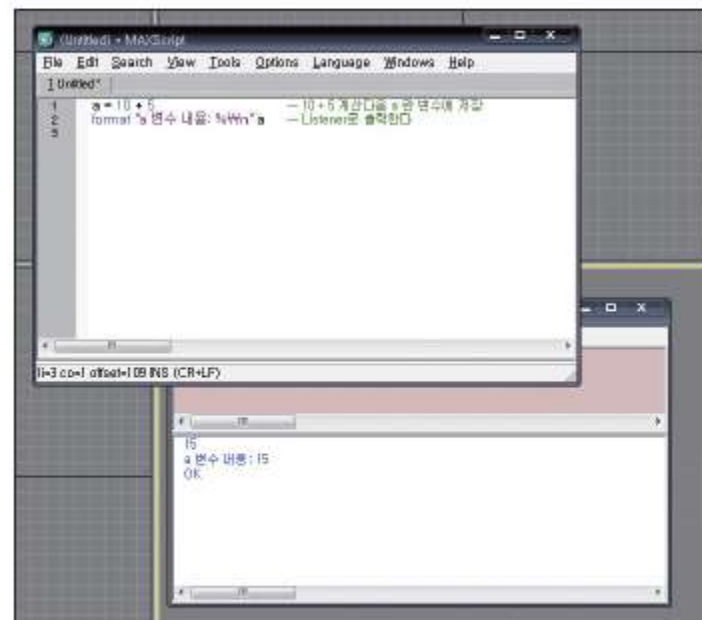 (Untitled) - MAXScript
File Edit Search View Tools Options Language Windows Help
1 Untitled*
1 a = 10 + 5 -- 10 + 5 계산다음 a 란 변수에 저장
2 format "a 변수 내용: %₩n" a -- Listener로 출력한다
3
li=3 co=1 offset=109 INS (CR+LF)
15
a 변수 내용: 15
OK